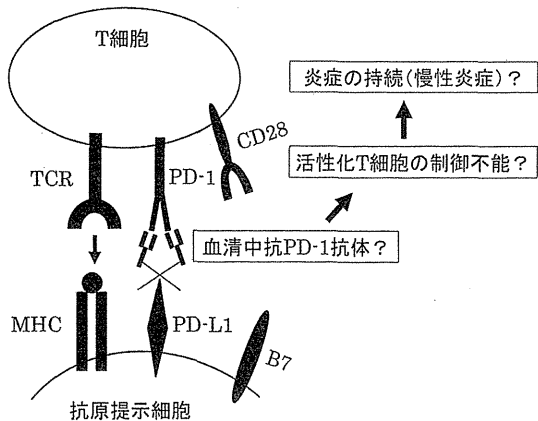 T細胞
炎症の持続(慢性炎症)?
CD28
活性化T細胞の制御不能?
TCR
PD-1
血清中抗PD-1抗体?
MHC
PD-L1
B7
抗原提示細胞